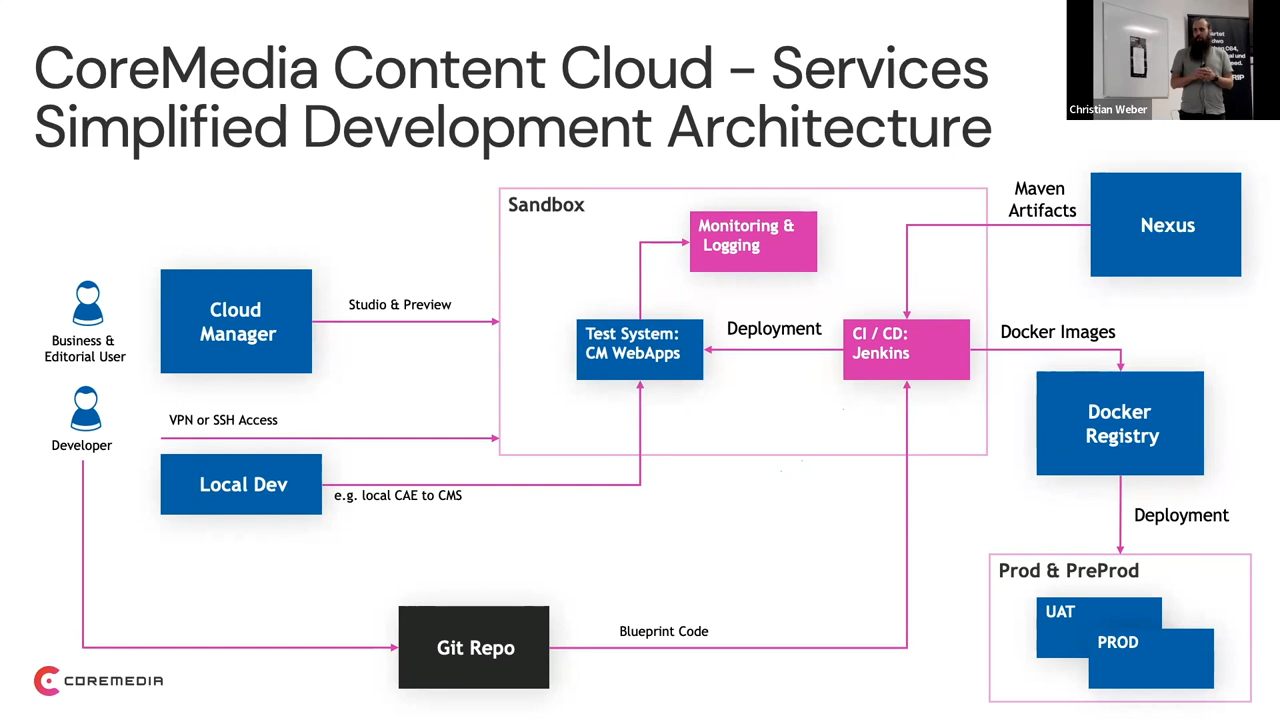 CoreMedia Content Cloud – Services
Simplified Development Architecture
Christian Weber
Sandbox
Monitoring &
Logging
Maven
Artifacts
Nexus
Cloud
Manager
Studio & Preview
Business &
Editorial User
Test System:
CM WebApps
Deployment
CI / CD:
Jenkins
Docker Images
Docker
Registry
VPN or SSH Access
Developer
Local Dev
e.g. local CAE to CMS
Deployment
Prod & PreProd
UAT
PROD
Git Repo
Blueprint Code
COREMEDIA